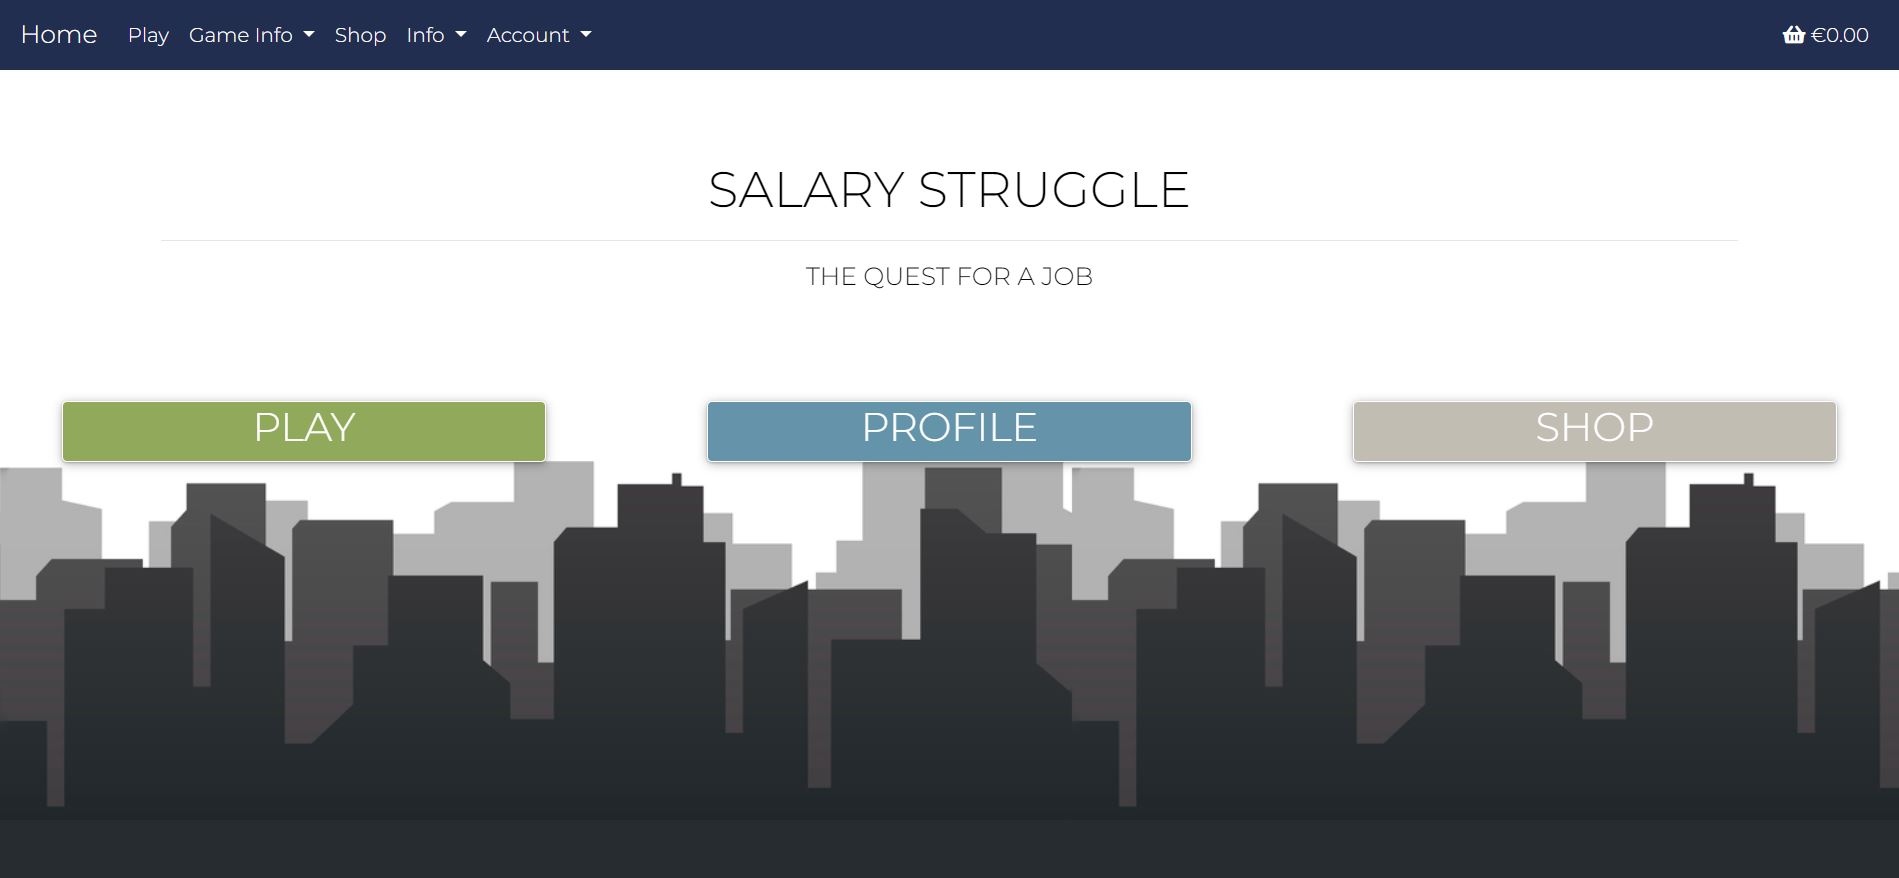 Home Play Game Info Shop Info Account €0.00
SALARY STRUGGLE
THE QUEST FOR A JOB
PLAY PROFILE SHOP